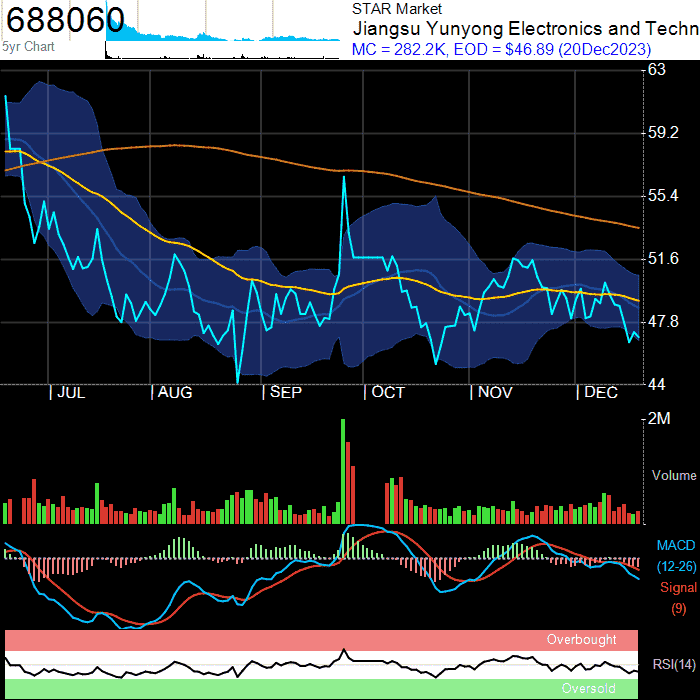 688060
STAR Market
Jiangsu Yunyong Electronics and Techn
5yr Chart
MC = 282.2K, EOD = $46.89 (20Dec2023)
63
59.2
55.4
51.6
50
47.8
44
| JUL | AUG | SEP | OCT | NOV | DEC
2M
Volume
MACD
(12-26)
Signal
(9)
Overbought
RSI(14)
Oversold